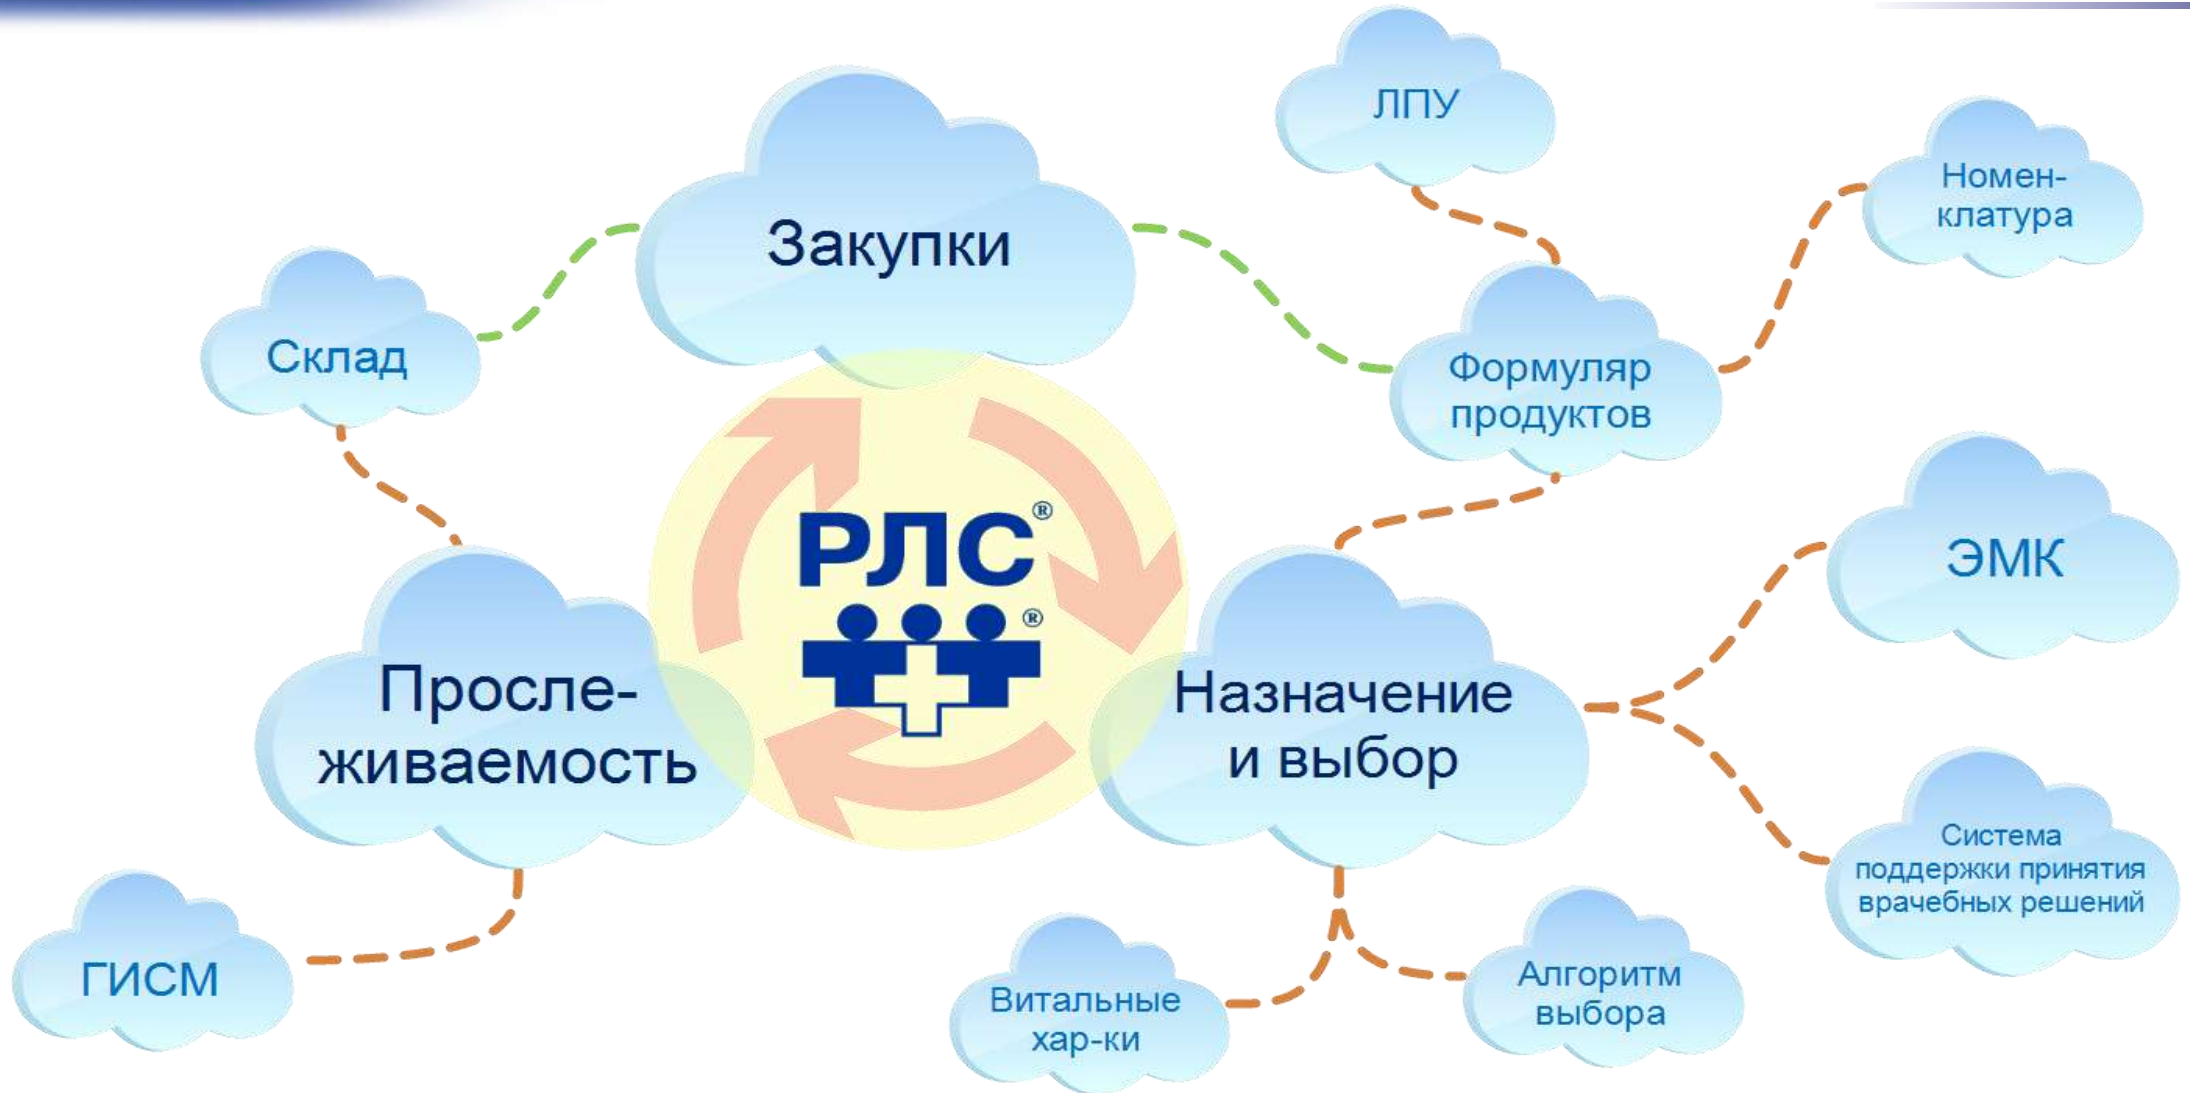 ЛПУ
Номен-
клатура
Закупки
Склад
Формуляр
продуктов
РЛС®
®
ЭМК
Просле-
живаемость
Назначение
и выбор
Система
поддержки принятия
врачебных решений
ГИСМ
Витальные
хар-ки
Алгоритм
выбора